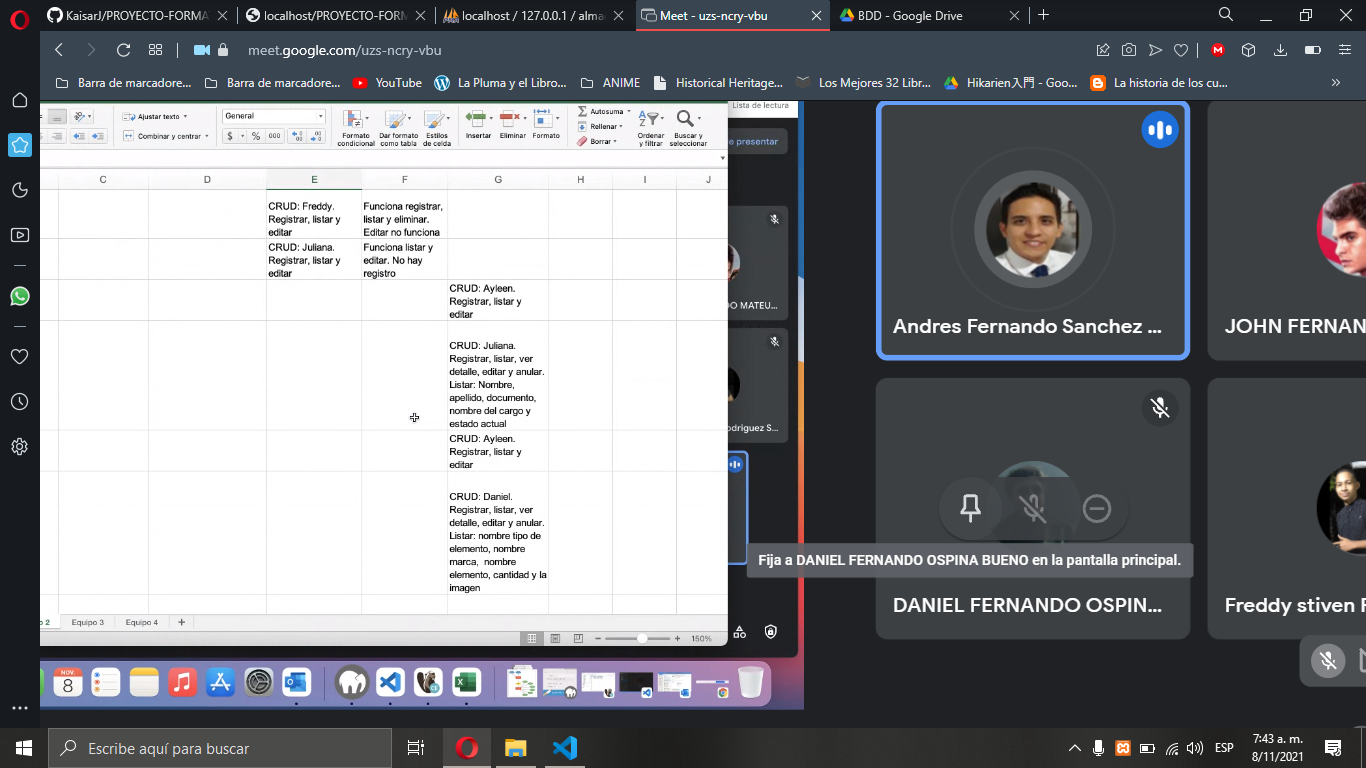 KaisarJ/PROYECTO-FORMA
localhost/PROYECTO-FORM
localhost / 127.0.0.1 / alma
Meet - uzs-ncry-vbu
BDD - Google Drive
meet.google.com/uzs-ncry-vbu
Barra de marcadore...
Barra de marcadore...
YouTube
La Pluma y el Libro...
ANIME
Historical Heritage...
Los Mejores 32 Libr...
Hikarien入門 - Goo...
La historia de los cu...
»
Lista de lectura
e presentar
Ajustar texto
Combinar y centrar
General
$ % 000
Formato condicional
Dar formato como tabla
Estilos de celda
Insertar
Eliminar
Formato
Autosuma
Rellenar
Borrar
Ordenar y filtrar
Buscar y seleccionar
C D E F G H I J
CRUD: Freddy.
Registrar, listar y
editar
Funciona registrar,
listar y eliminar.
Editar no funciona
CRUD: Juliana.
Registrar, listar y
editar
Funciona listar y
editar. No hay
registro
CRUD: Ayleen.
Registrar, listar y
editar
CRUD: Juliana.
Registrar, listar, ver
detalle, editar y anular.
Listar: Nombre,
apellido, documento,
nombre del cargo y
estado actual
CRUD: Ayleen.
Registrar, listar y
editar
CRUD: Daniel.
Registrar, listar, ver
detalle, editar y anular.
Listar: nombre tipo de
elemento, nombre
marca, nombre
elemento, cantidad y la
imagen
o 2
Equipo 3
Equipo 4
+
150%
DO MATEU...
odriguez S...
Andres Fernando Sanchez ...
JOHN FERNAN
Fija a DANIEL FERNANDO OSPINA BUENO en la pantalla principal.
DANIEL FERNANDO OSPIN...
Freddy stiven
NOV.
8
Escribe aquí para buscar
ESP
7:43 a. m.
8/11/2021